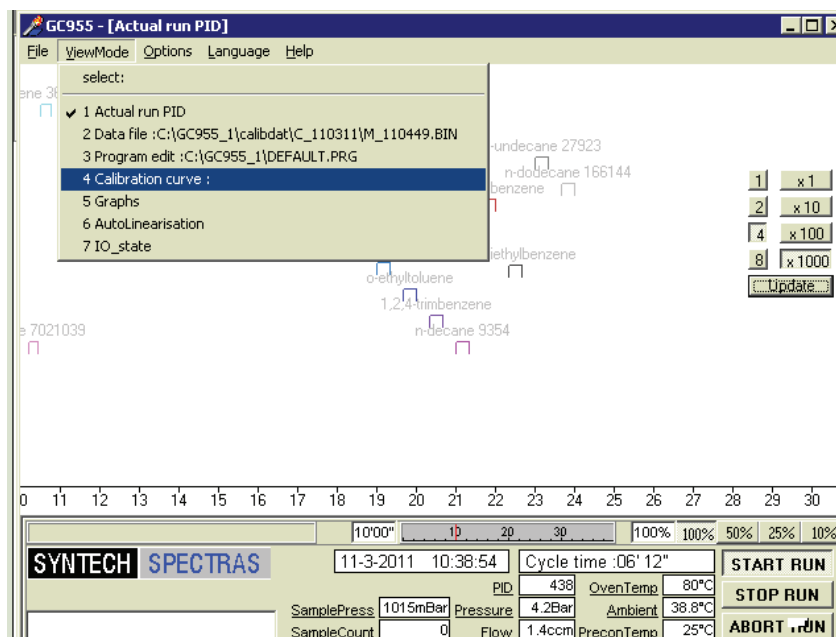 GC955 - [Actual run PID]
File ViewMode Options Language Help
select:
1 Actual run PID
2 Data file :C:\GC955_1\calibdat\C_110311\M_110449.BIN
3 Program edit :C:\GC955_1\DEFAULT.PRG
4 Calibration curve :
5 Graphs
6 AutoLinearisation
7 IO_state
-undecane 27923
n-dodecane 166144
benzene
o-ethyltoluene
1,2,4-trimbenzene
n-decane 9354
7021039
1 x 1
2 x 10
4 x 100
8 x 1000
Update
11 12 13 14 15 16 17 18 19 20 21 22 23 24 25 26 27 28 29 30
10'00" 10 20 30 100% 100% 50% 25% 10%
SYNTECH SPECTRAS
11-3-2011 10:38:54 Cycle time :06' 12"
START RUN
PID 438 OvenTemp 80°C
STOP RUN
SamplePress 1015mBar Pressure 4.2Bar Ambient 38.8°C
SampleCount 0 Flow 1.4ccm PreconTemp 25°C
ABORT RUN